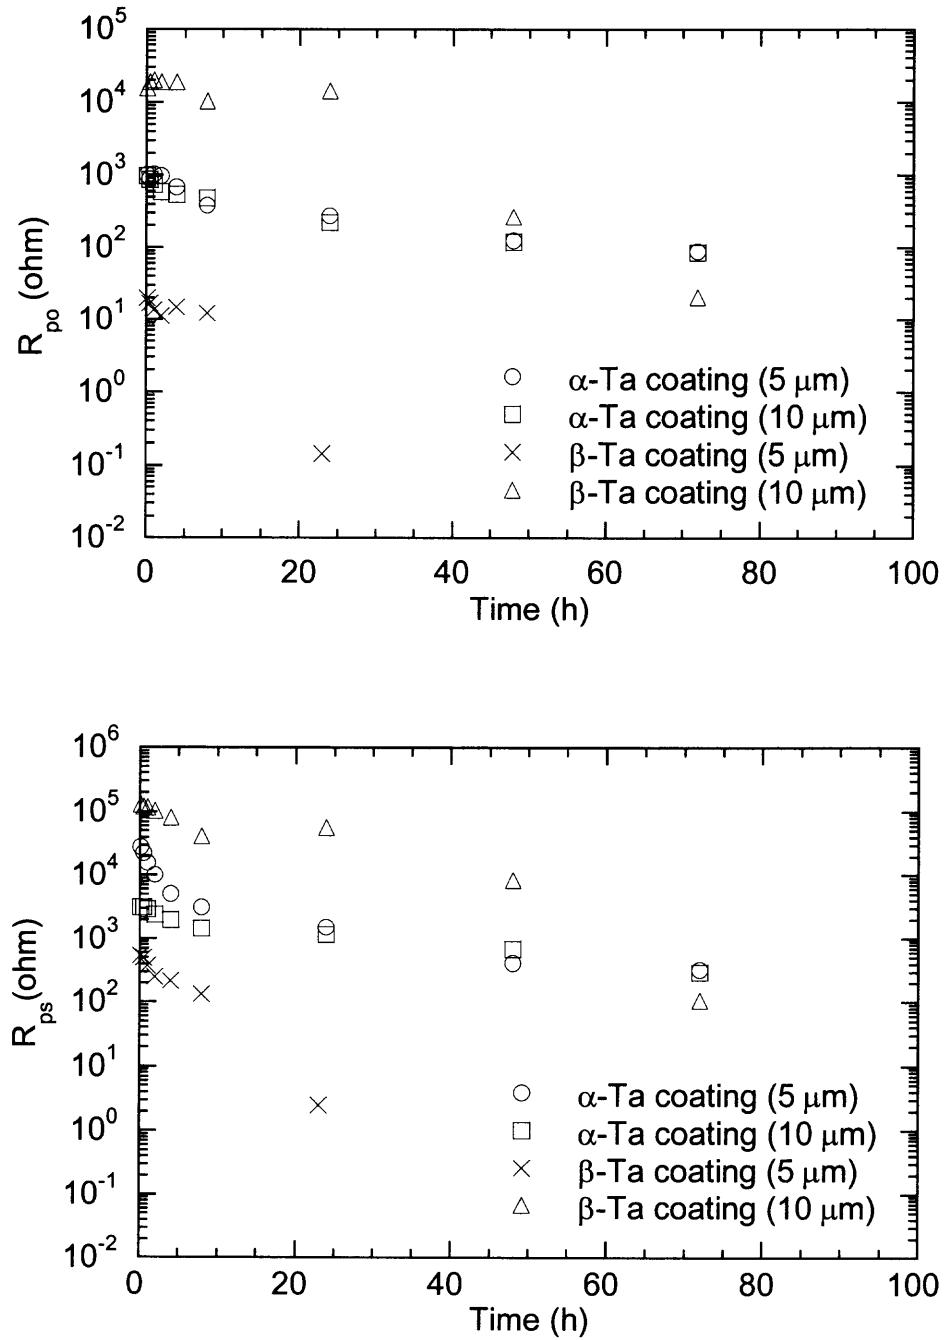 10^5
10^4
10^3
10^2
10^1
10^0
10^-1
10^-2
R_po (ohm)
α-Ta coating (5 μm)
α-Ta coating (10 μm)
β-Ta coating (5 μm)
β-Ta coating (10 μm)
0 20 40 60 80 100
Time (h)
10^6
10^5
10^4
10^3
10^2
10^1
10^0
10^-1
10^-2
R_ps (ohm)
α-Ta coating (5 μm)
α-Ta coating (10 μm)
β-Ta coating (5 μm)
β-Ta coating (10 μm)
0 20 40 60 80 100
Time (h)